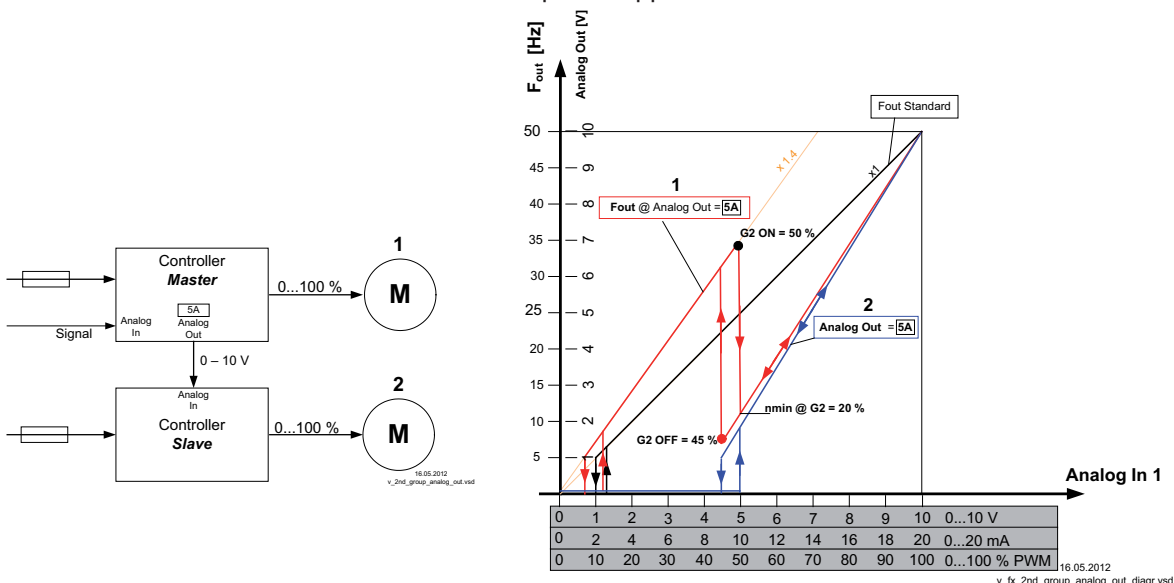 Controller
Master
5A
Analog
Out
Analog
In
Signal
0...100 %
1
M
0 – 10 V
Analog
In
Controller
Slave
0...100 %
2
M
16.05.2012
v_2nd_group_analog_out.vsd
Fout [Hz]
Analog Out [V]
50
45
40
35
30
25
20
15
10
5
10
9
8
7
6
5
4
3
2
Fout Standard
x 1.4
x1
1
Fout @ Analog Out = 5A
G2 ON = 50 %
2
Analog Out = 5A
nmin @ G2 = 20 %
G2 OFF = 45 %
Analog In 1
0 1 2 3 4 5 6 7 8 9 10 0...10 V
0 2 4 6 8 10 12 14 16 18 20 0...20 mA
0 10 20 30 40 50 60 70 80 90 100 0...100 % PWM
16.05.2012
v_fx_2nd_group_analog_out_diagr.vsd